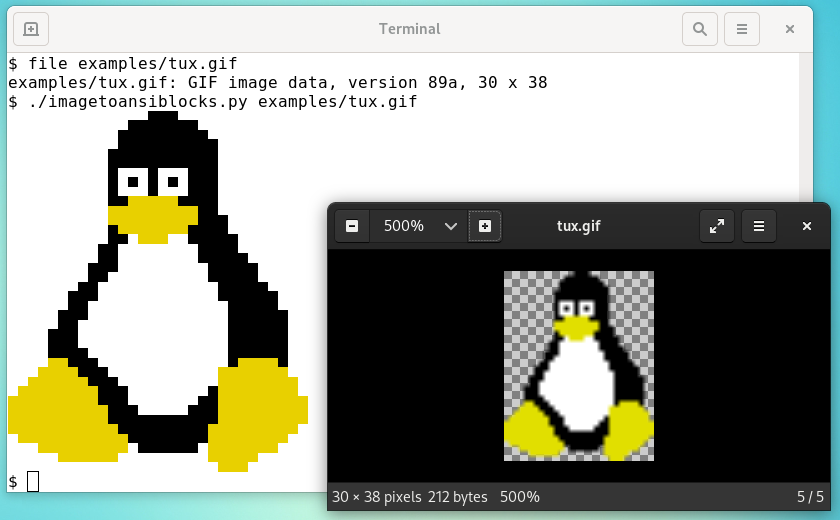 Terminal
$ file examples/tux.gif
examples/tux.gif: GIF image data, version 89a, 30 x 38
$ ./imagetoansiblocks.py examples/tux.gif
$
500%
tux.gif
30 × 38 pixels 212 bytes 500%
5 / 5